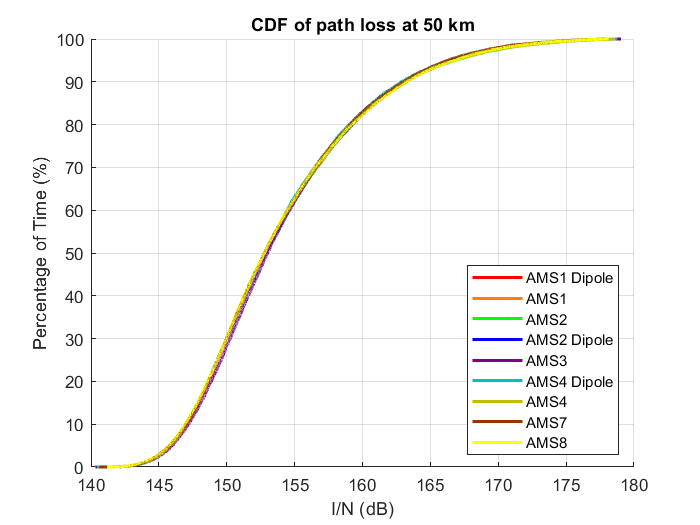 CDF of path loss at 50 km
Percentage of Time (%)
100
90
80
70
60
50
40
30
20
10
0
140
145
150
155
160
165
170
175
180
I/N (dB)
AMS1 Dipole
AMS1
AMS2
AMS2 Dipole
AMS3
AMS4 Dipole
AMS4
AMS7
AMS8